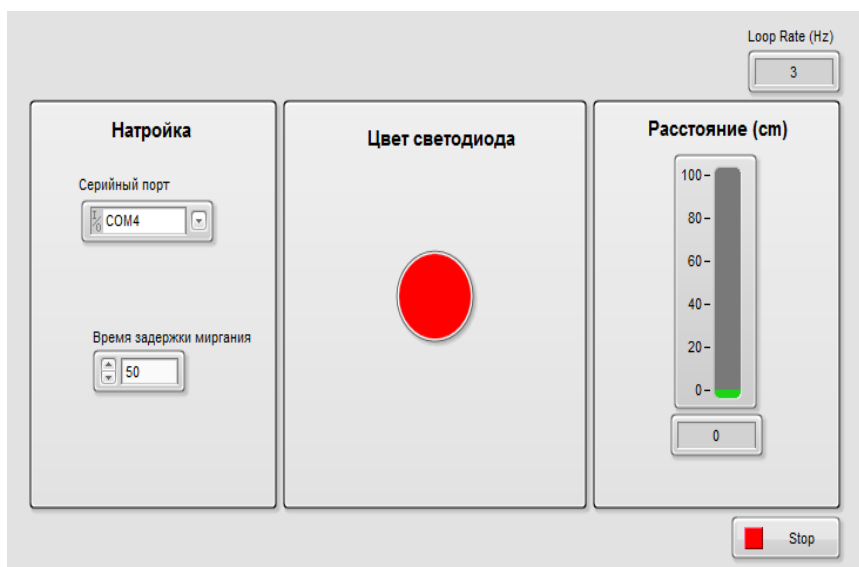 Loop Rate (Hz)
3
Натройка
Серийный порт
I/O COM4
Время задержки миргания
50
Цвет светодиода
Расстояние (cm)
100
80
60
40
20
0
0
Stop